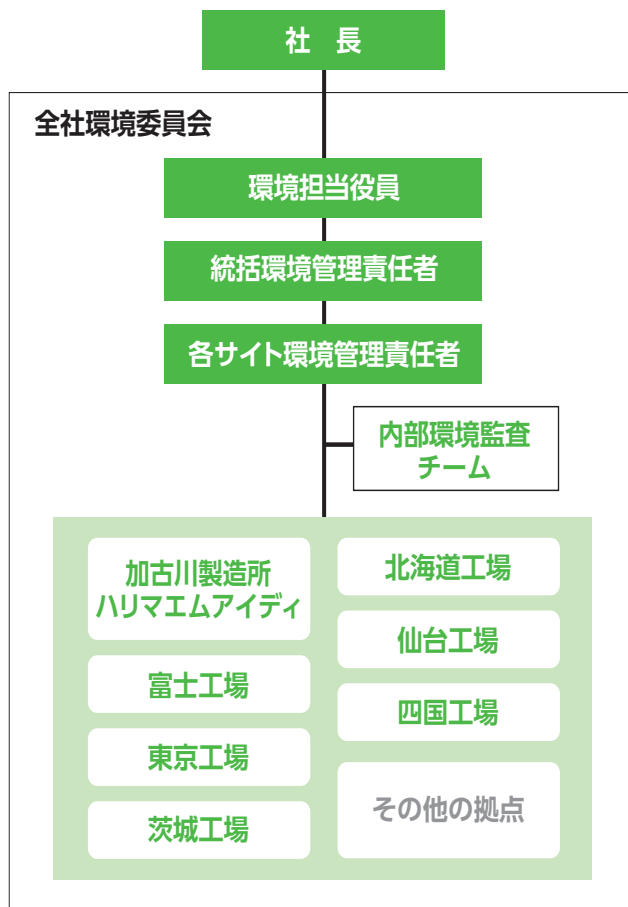 社 長
全社環境委員会
環境担当役員
統括環境管理責任者
各サイト環境管理責任者
内部環境監査
チーム
加古川製造所
ハリマエムアイディ
富士工場
東京工場
茨城工場
北海道工場
仙台工場
四国工場
その他の拠点